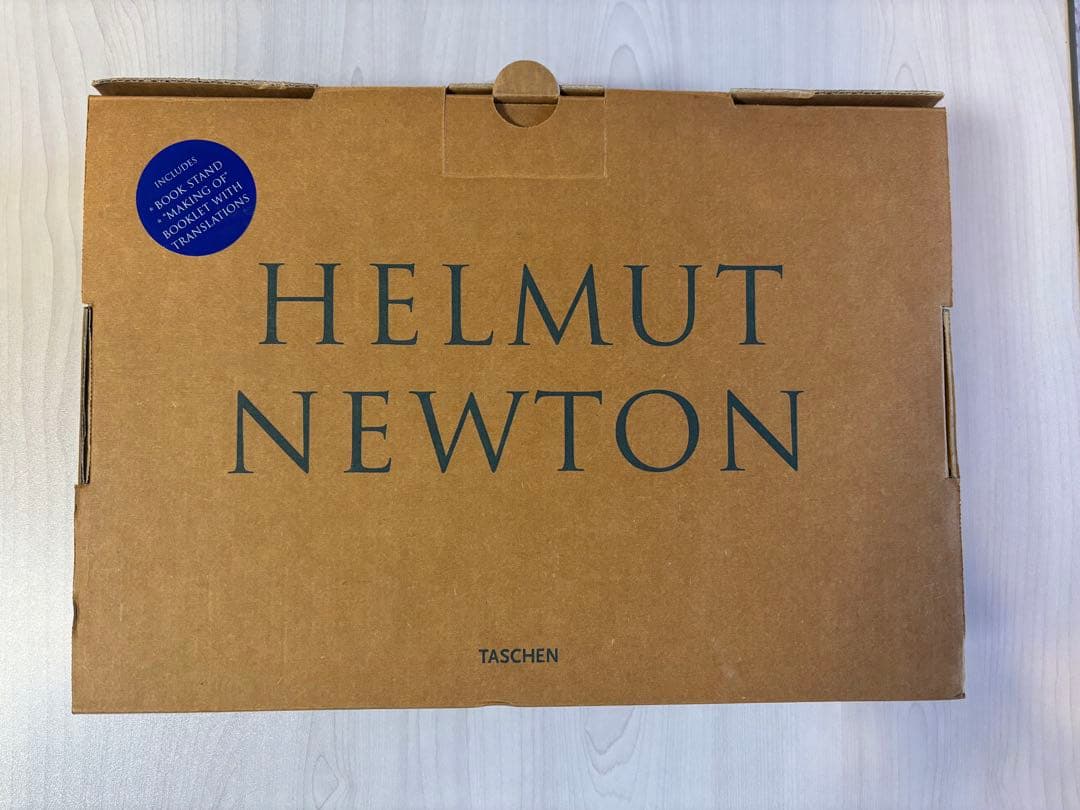 INCLUDES
* BOOK STAND
* "MAKING OF"
BOOKLET WITH
TRANSLATIONS
HELMUT
NEWTON
TASCHEN